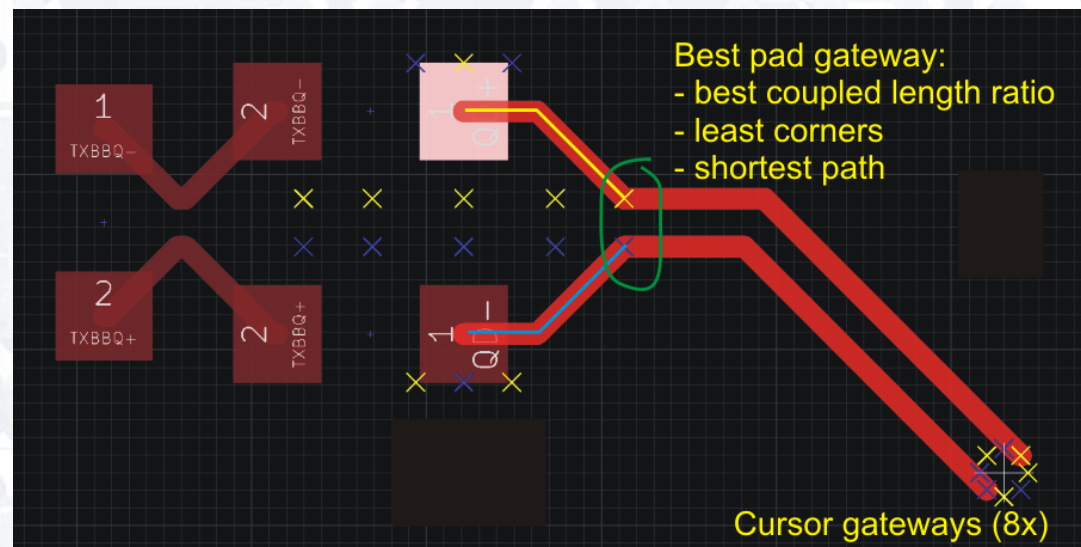 Best pad gateway:
- best coupled length ratio
- least corners
- shortest path
1
TXBBQ-
2
TXBBQ-
1
2
TXBBQ+
2
TXBBQ+
1
Cursor gateways (8x)